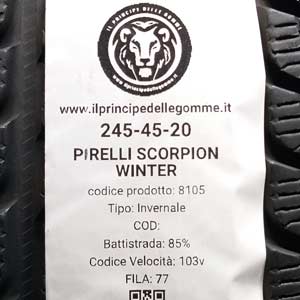 IL PRINCIPE DELLE GOMME
www.ilprincipedellegomme.it
245-45-20
PIRELLI SCORPION
WINTER
codice prodotto: 8105
Tipo: Invernale
COD:
Battistrada: 85%
Codice Velocità: 103v
FILA: 77